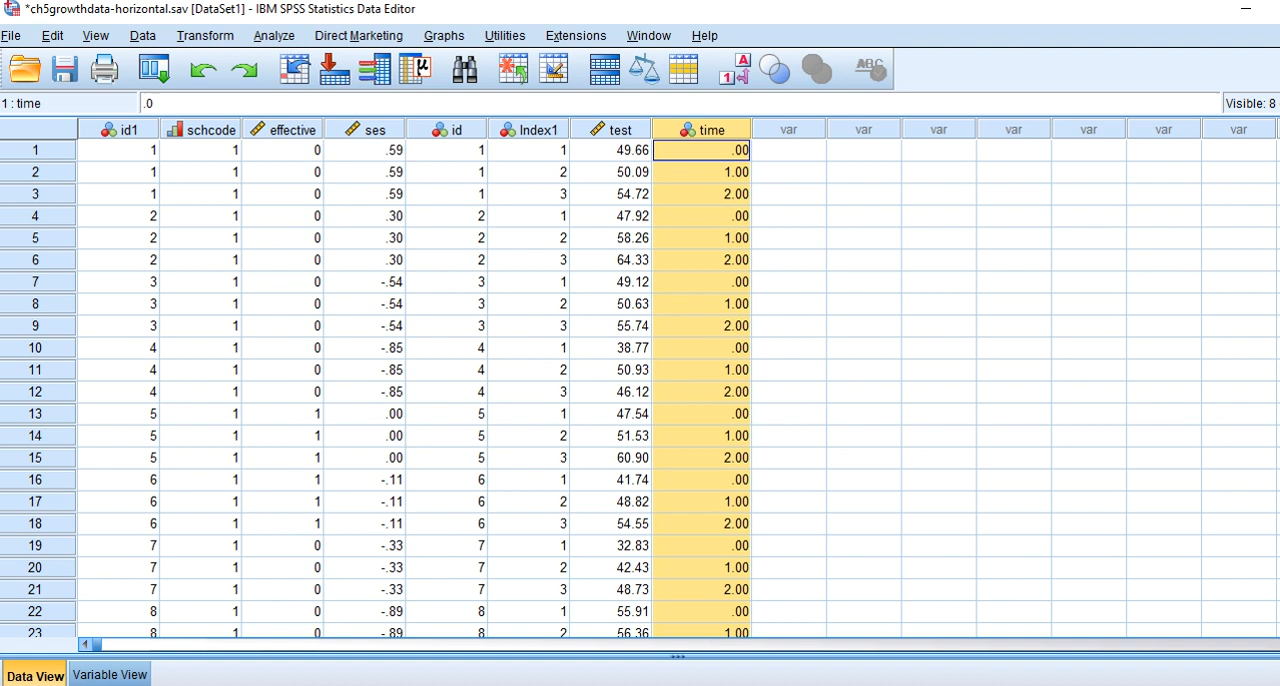 *ch5growthdata-horizontal.sav [DataSet1] - IBM SPSS Statistics Data Editor
File Edit View Data Transform Analyze Direct Marketing Graphs Utilities Extensions Window Help
1 A ABC
1 : time .0 Visible: 8
id1 schcode effective ses id Index1 test time var var var var var var var
1 1 1 0 .59 1 1 49.66 .00
2 1 1 0 .59 1 2 50.09 1.00
3 1 1 0 .59 1 3 54.72 2.00
4 2 1 0 .30 2 1 47.92 .00
5 2 1 0 .30 2 2 58.26 1.00
6 2 1 0 .30 2 3 64.33 2.00
7 3 1 0 -.54 3 1 49.12 .00
8 3 1 0 -.54 3 2 50.63 1.00
9 3 1 0 -.54 3 3 55.74 2.00
10 4 1 0 -.85 4 1 38.77 .00
11 4 1 0 -.85 4 2 50.93 1.00
12 4 1 0 -.85 4 3 46.12 2.00
13 5 1 1 .00 5 1 47.54 .00
14 5 1 1 .00 5 2 51.53 1.00
15 5 1 1 .00 5 3 60.90 2.00
16 6 1 1 -.11 6 1 41.74 .00
17 6 1 1 -.11 6 2 48.82 1.00
18 6 1 1 -.11 6 3 54.55 2.00
19 7 1 0 -.33 7 1 32.83 .00
20 7 1 0 -.33 7 2 42.43 1.00
21 7 1 0 -.33 7 3 48.73 2.00
22 8 1 0 -.89 8 1 55.91 .00
23 8 1 0 -.89 8 2 56.36 1.00
Data View Variable View